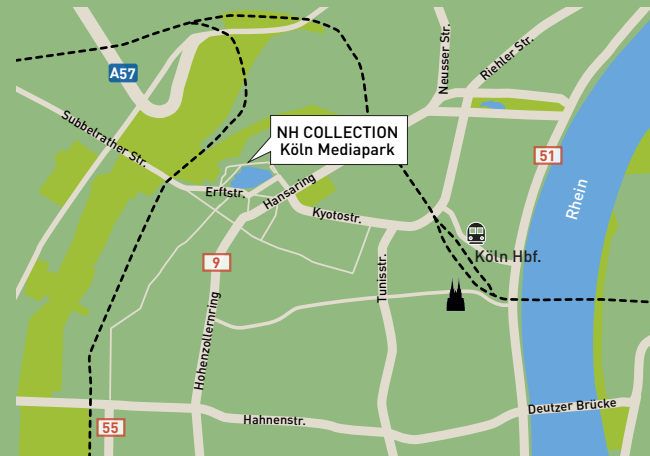 A57
Neusser Str.
Riehler Str.
Subbelrather Str.
NH COLLECTION
Köln Mediapark
51
Erftstr.
Hansaring
Rhein
Kyotostr.
9
Köln Hbf.
Tunisstr.
Hohenzollernring
Deutzer Brücke
Hahnenstr.
55